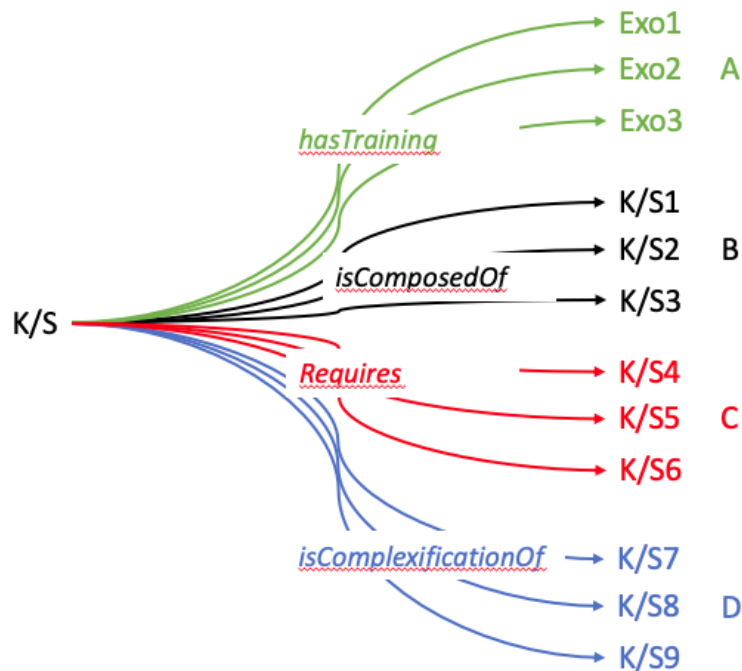 Exo1
Exo2 A
Exo3
hasTraining
K/S1
K/S2 B
isComposedOf
K/S3
K/S
Requires
K/S4
K/S5 C
K/S6
isComplexificationOf
K/S7
K/S8 D
K/S9